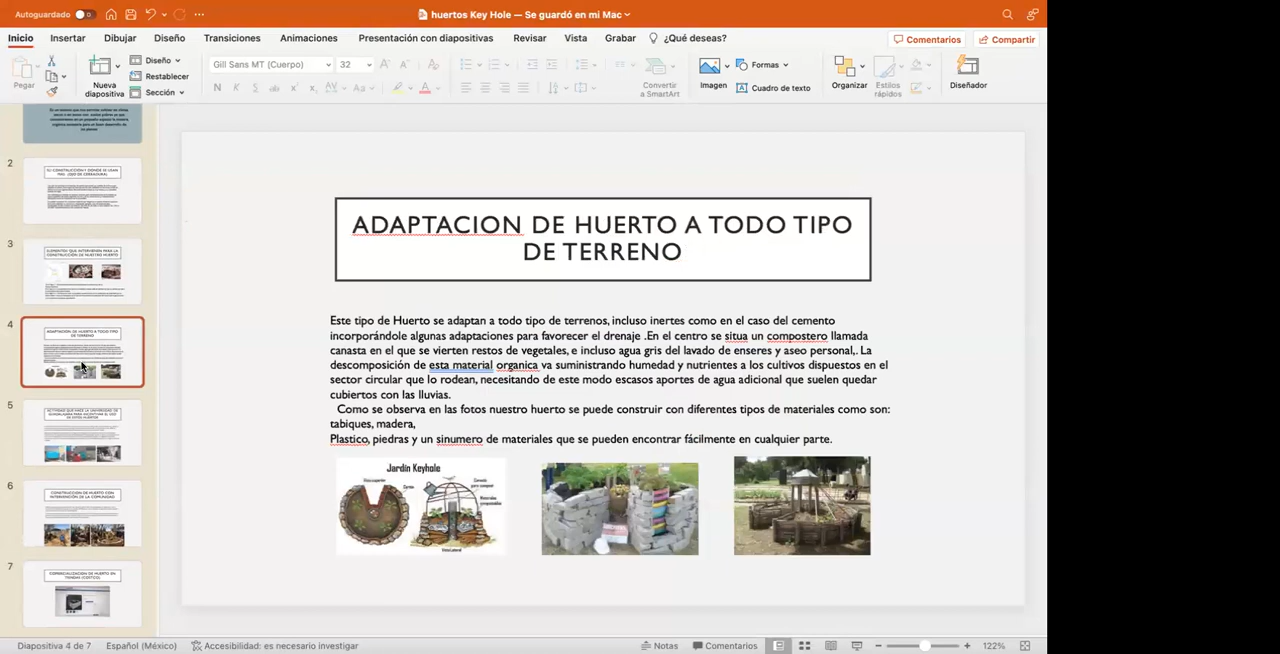 Autoguardado
huertos Key Hole — Se guardó en mi Mac
Inicio Insertar Dibujar Diseño Transiciones Animaciones Presentación con diapositivas Revisar Vista Grabar ¿Qué deseas? Comentarios Compartir
Pegar
Nueva diapositiva
Diseño
Restablecer
Sección
Gill Sans MT (Cuerpo) 32
Convertir a SmartArt
Imagen
Formas
Cuadro de texto
Organizar
Estilos rápidos
Diseñador
2
3
4
5
6
7
ADAPTACION DE HUERTO A TODO TIPO
DE TERRENO
Este tipo de Huerto se adaptan a todo tipo de terrenos, incluso inertes como en el caso del cemento
incorporándole algunas adaptaciones para favorecer el drenaje .En el centro se situa un compostero llamada
canasta en el que se vierten restos de vegetales, e incluso agua gris del lavado de enseres y aseo personal,. La
descomposición de esta material organica va suministrando humedad y nutrientes a los cultivos dispuestos en el
sector circular que lo rodean, necesitando de este modo escasos aportes de agua adicional que suelen quedar
cubiertos con las lluvias.
Como se observa en las fotos nuestro huerto se puede construir con diferentes tipos de materiales como son:
tabiques, madera,
Plastico, piedras y un sinumero de materiales que se pueden encontrar fácilmente en cualquier parte.
Jardín Keyhole
Diapositiva 4 de 7 Español (México) Accesibilidad: es necesario investigar Notas Comentarios 122%